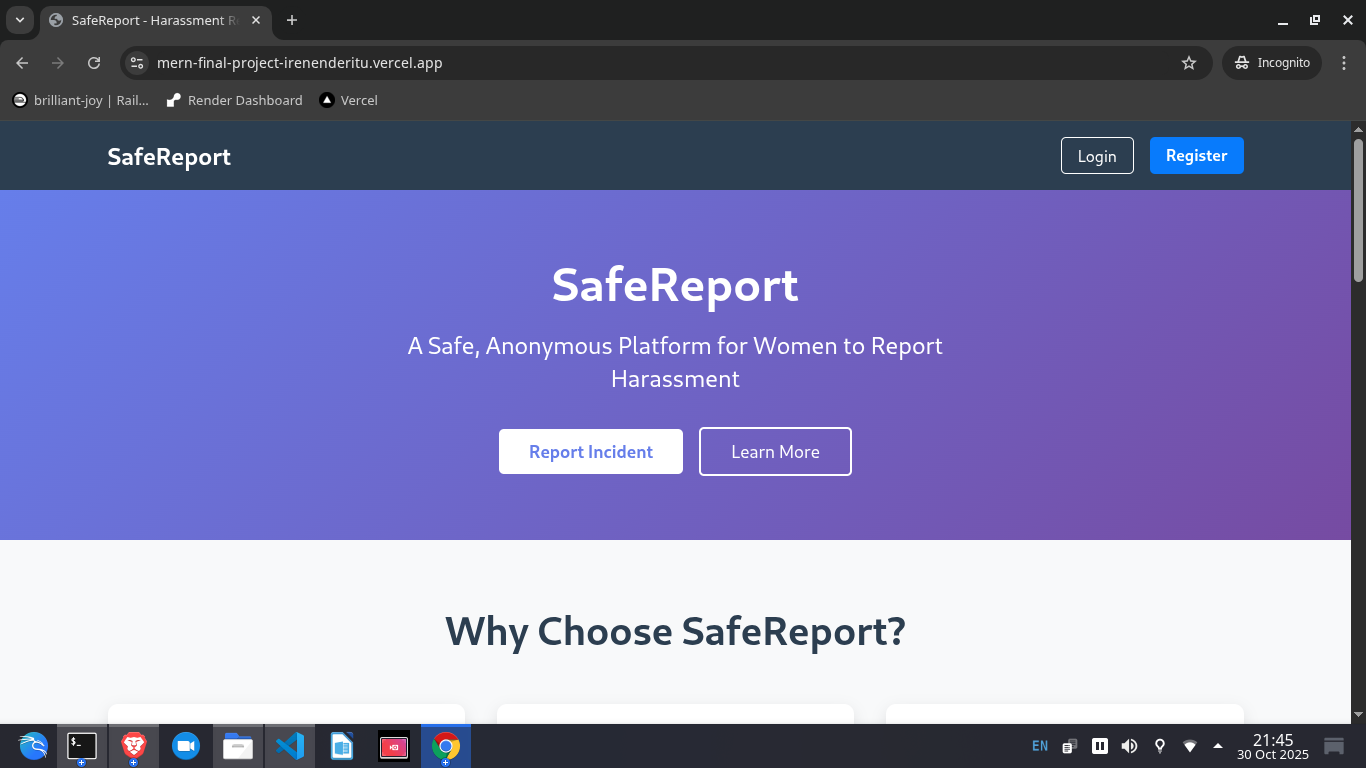 SafeReport - Harassment R
mern-final-project-irenenderitu.vercel.app
Incognito
brilliant-joy | Rail...
Render Dashboard
Vercel
SafeReport
Login
Register
SafeReport
A Safe, Anonymous Platform for Women to Report
Harassment
Report Incident
Learn More
Why Choose SafeReport?
EN
21:45
30 Oct 2025